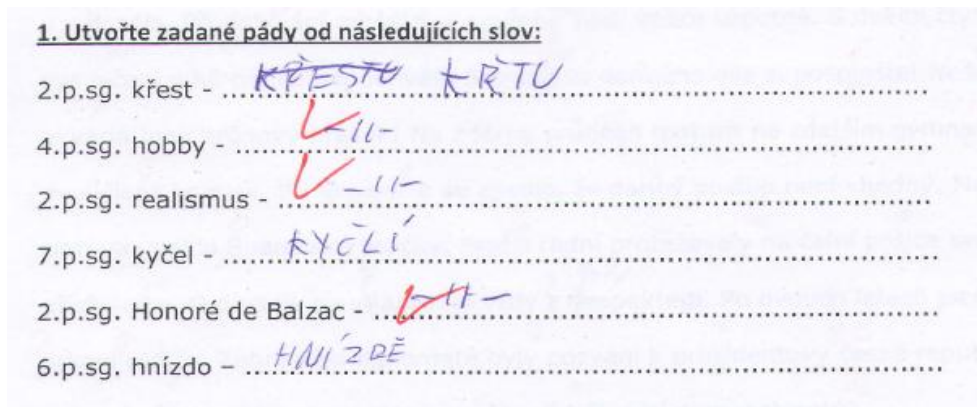 1. Utvořte zadané pády od následujících slov:
2.p.sg. křest - KŘESTU KŘTU
4.p.sg. hobby - -11-
2.p.sg. realismus - -11-
7.p.sg. kyčel - KYČLÍ
2.p.sg. Honoré de Balzac - -11-
6.p.sg. hnízdo – HNÍZDĚ